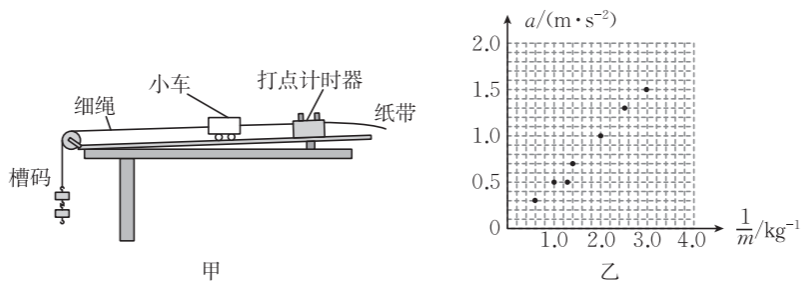 小车
打点计时器
细绳
纸带
槽码
甲
a/(m·s⁻²)
2.0
1.5
1.0
0.5
0
1.0 2.0 3.0 4.0
1/m/kg⁻¹
乙